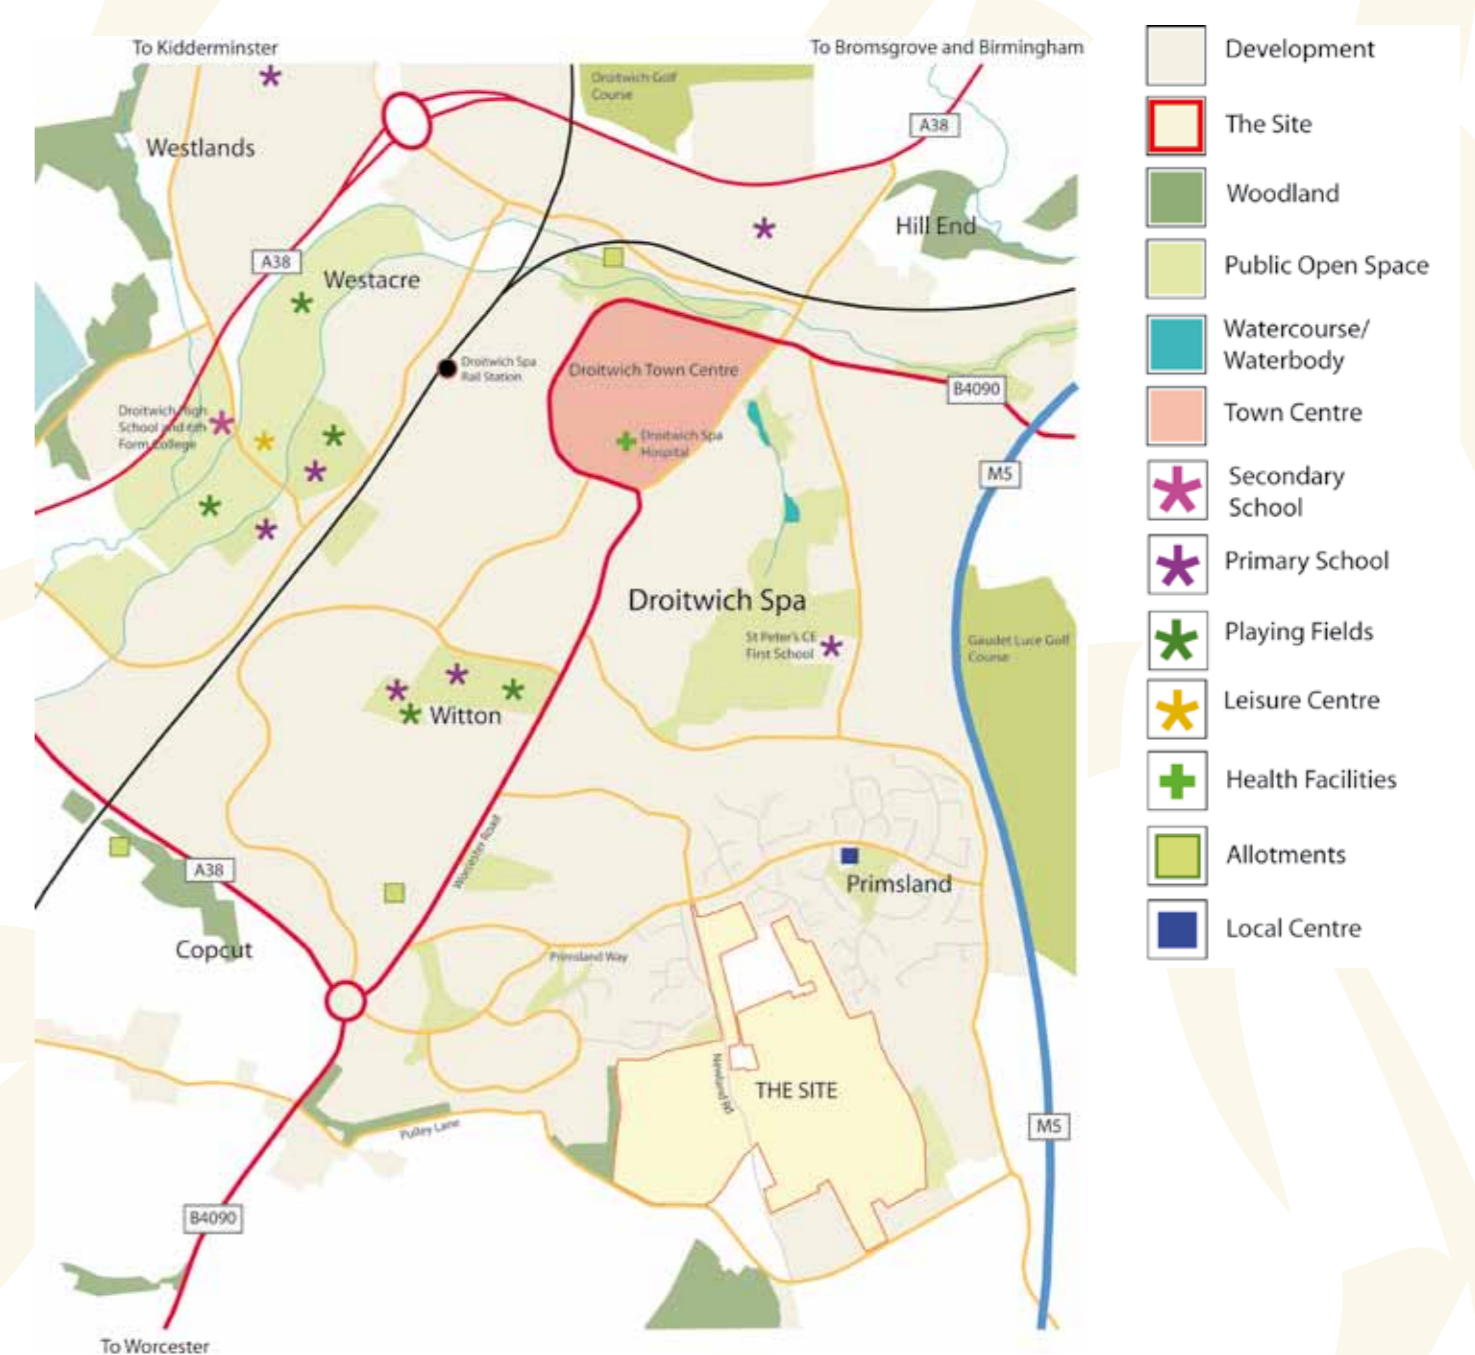 To Kidderminster
To Bromsgrove and Birmingham
Droitwich Golf
Course
A38
Westlands
Hill End
A38
Westacre
Droitwich Spa
Rail Station
Droitwich Town Centre
B4090
Droitwich High
School and 6th
Form College
Droitwich Spa
Hospital
M5
Droitwich Spa
St Peter's CE
First School
Gaudet Luce Golf
Course
Witton
Worcester Road
A38
Primsland
Copcut
Primsland Way
Newland Rd
THE SITE
Pulley Lane
M5
B4090
To Worcester
Development
The Site
Woodland
Public Open Space
Watercourse/
Waterbody
Town Centre
Secondary
School
Primary School
Playing Fields
Leisure Centre
Health Facilities
Allotments
Local Centre